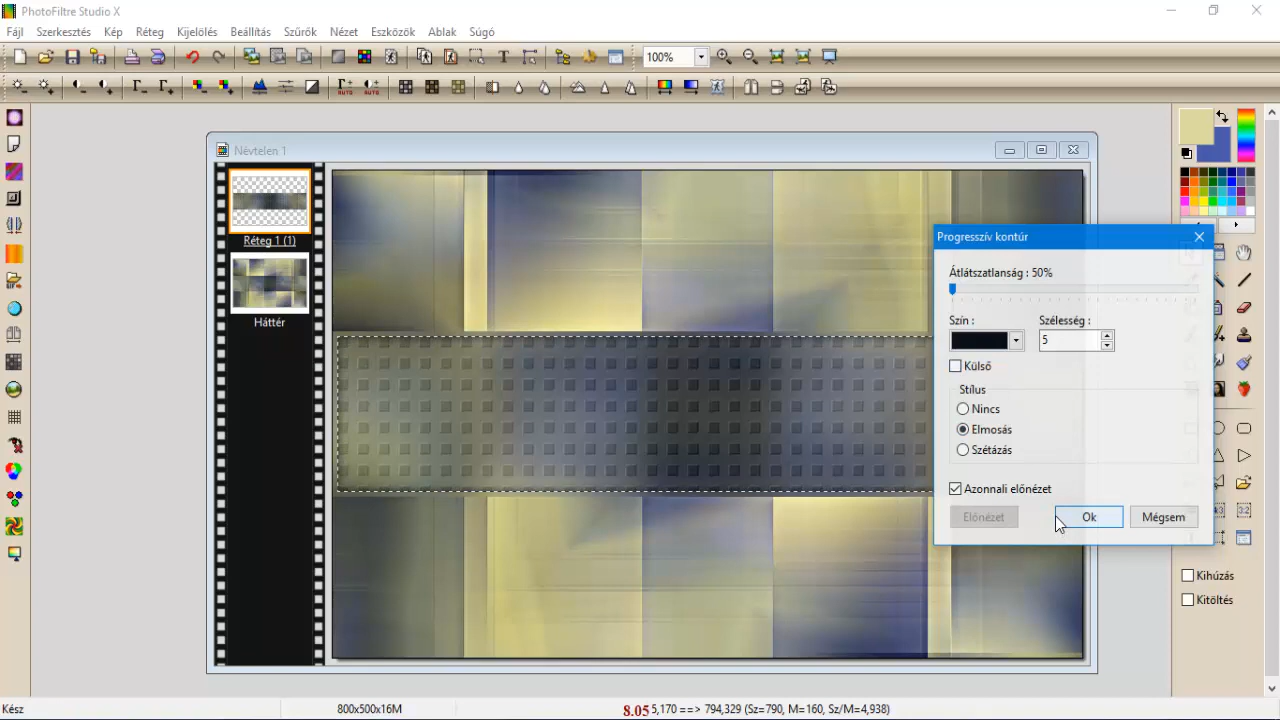 PhotoFiltre Studio X
Fájl Szerkesztés Kép Réteg Kijelölés Beállítás Szűrők Nézet Eszközök Ablak Súgó
100%
AUTO AUTO
Névtelen 1
Réteg 1 (1)
Háttér
Progresszív kontúr
Átlátszatlanság : 50%
Szín : Szélesség :
5
Külső
Stílus
Nincs
Elmosás
Szétázás
Azonnali előnézet
Előnézet Ok Mégsem
Kihúzás
Kitöltés
Kész 800x500x16M 8.05 5,170 ==> 794,329 (Sz=790, M=160, Sz/M=4,938)